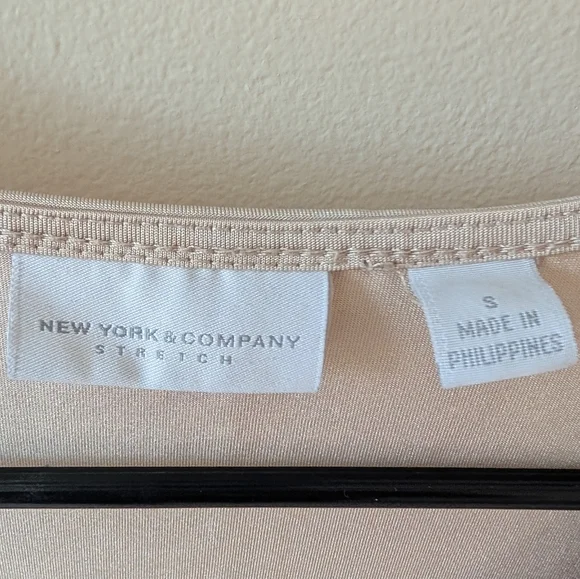 NEW YORK & COMPANY
STRETCH
S
MADE IN
PHILIPPINES